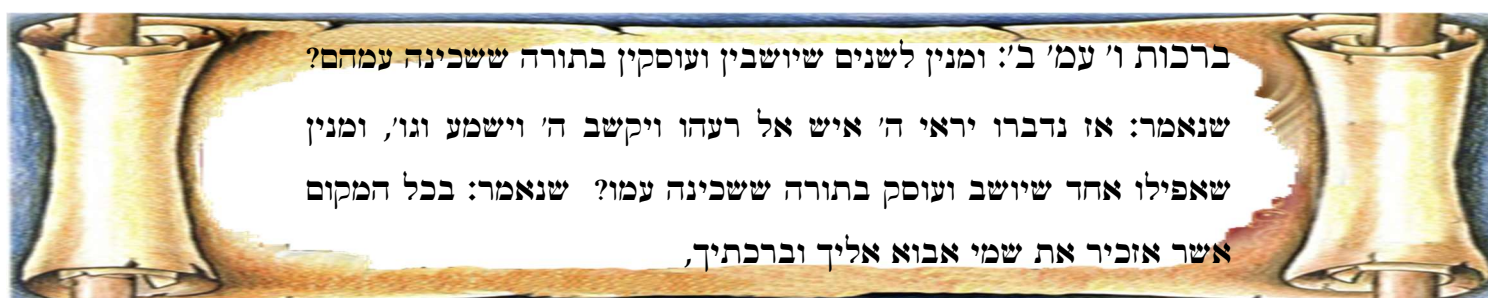 ברכות ו' עמ' ב': ומנין לשנים שיושבין ועוסקין בתורה ששכינה עמהם?
שנאמר: אז נדברו יראי ה' איש אל רעהו ויקשב ה' וישמע וגו', ומנין
שאפילו אחד שיושב ועוסק בתורה ששכינה עמו? שנאמר: בכל המקום
אשר אזכיר את שמי אבוא אליך וברכתיך,